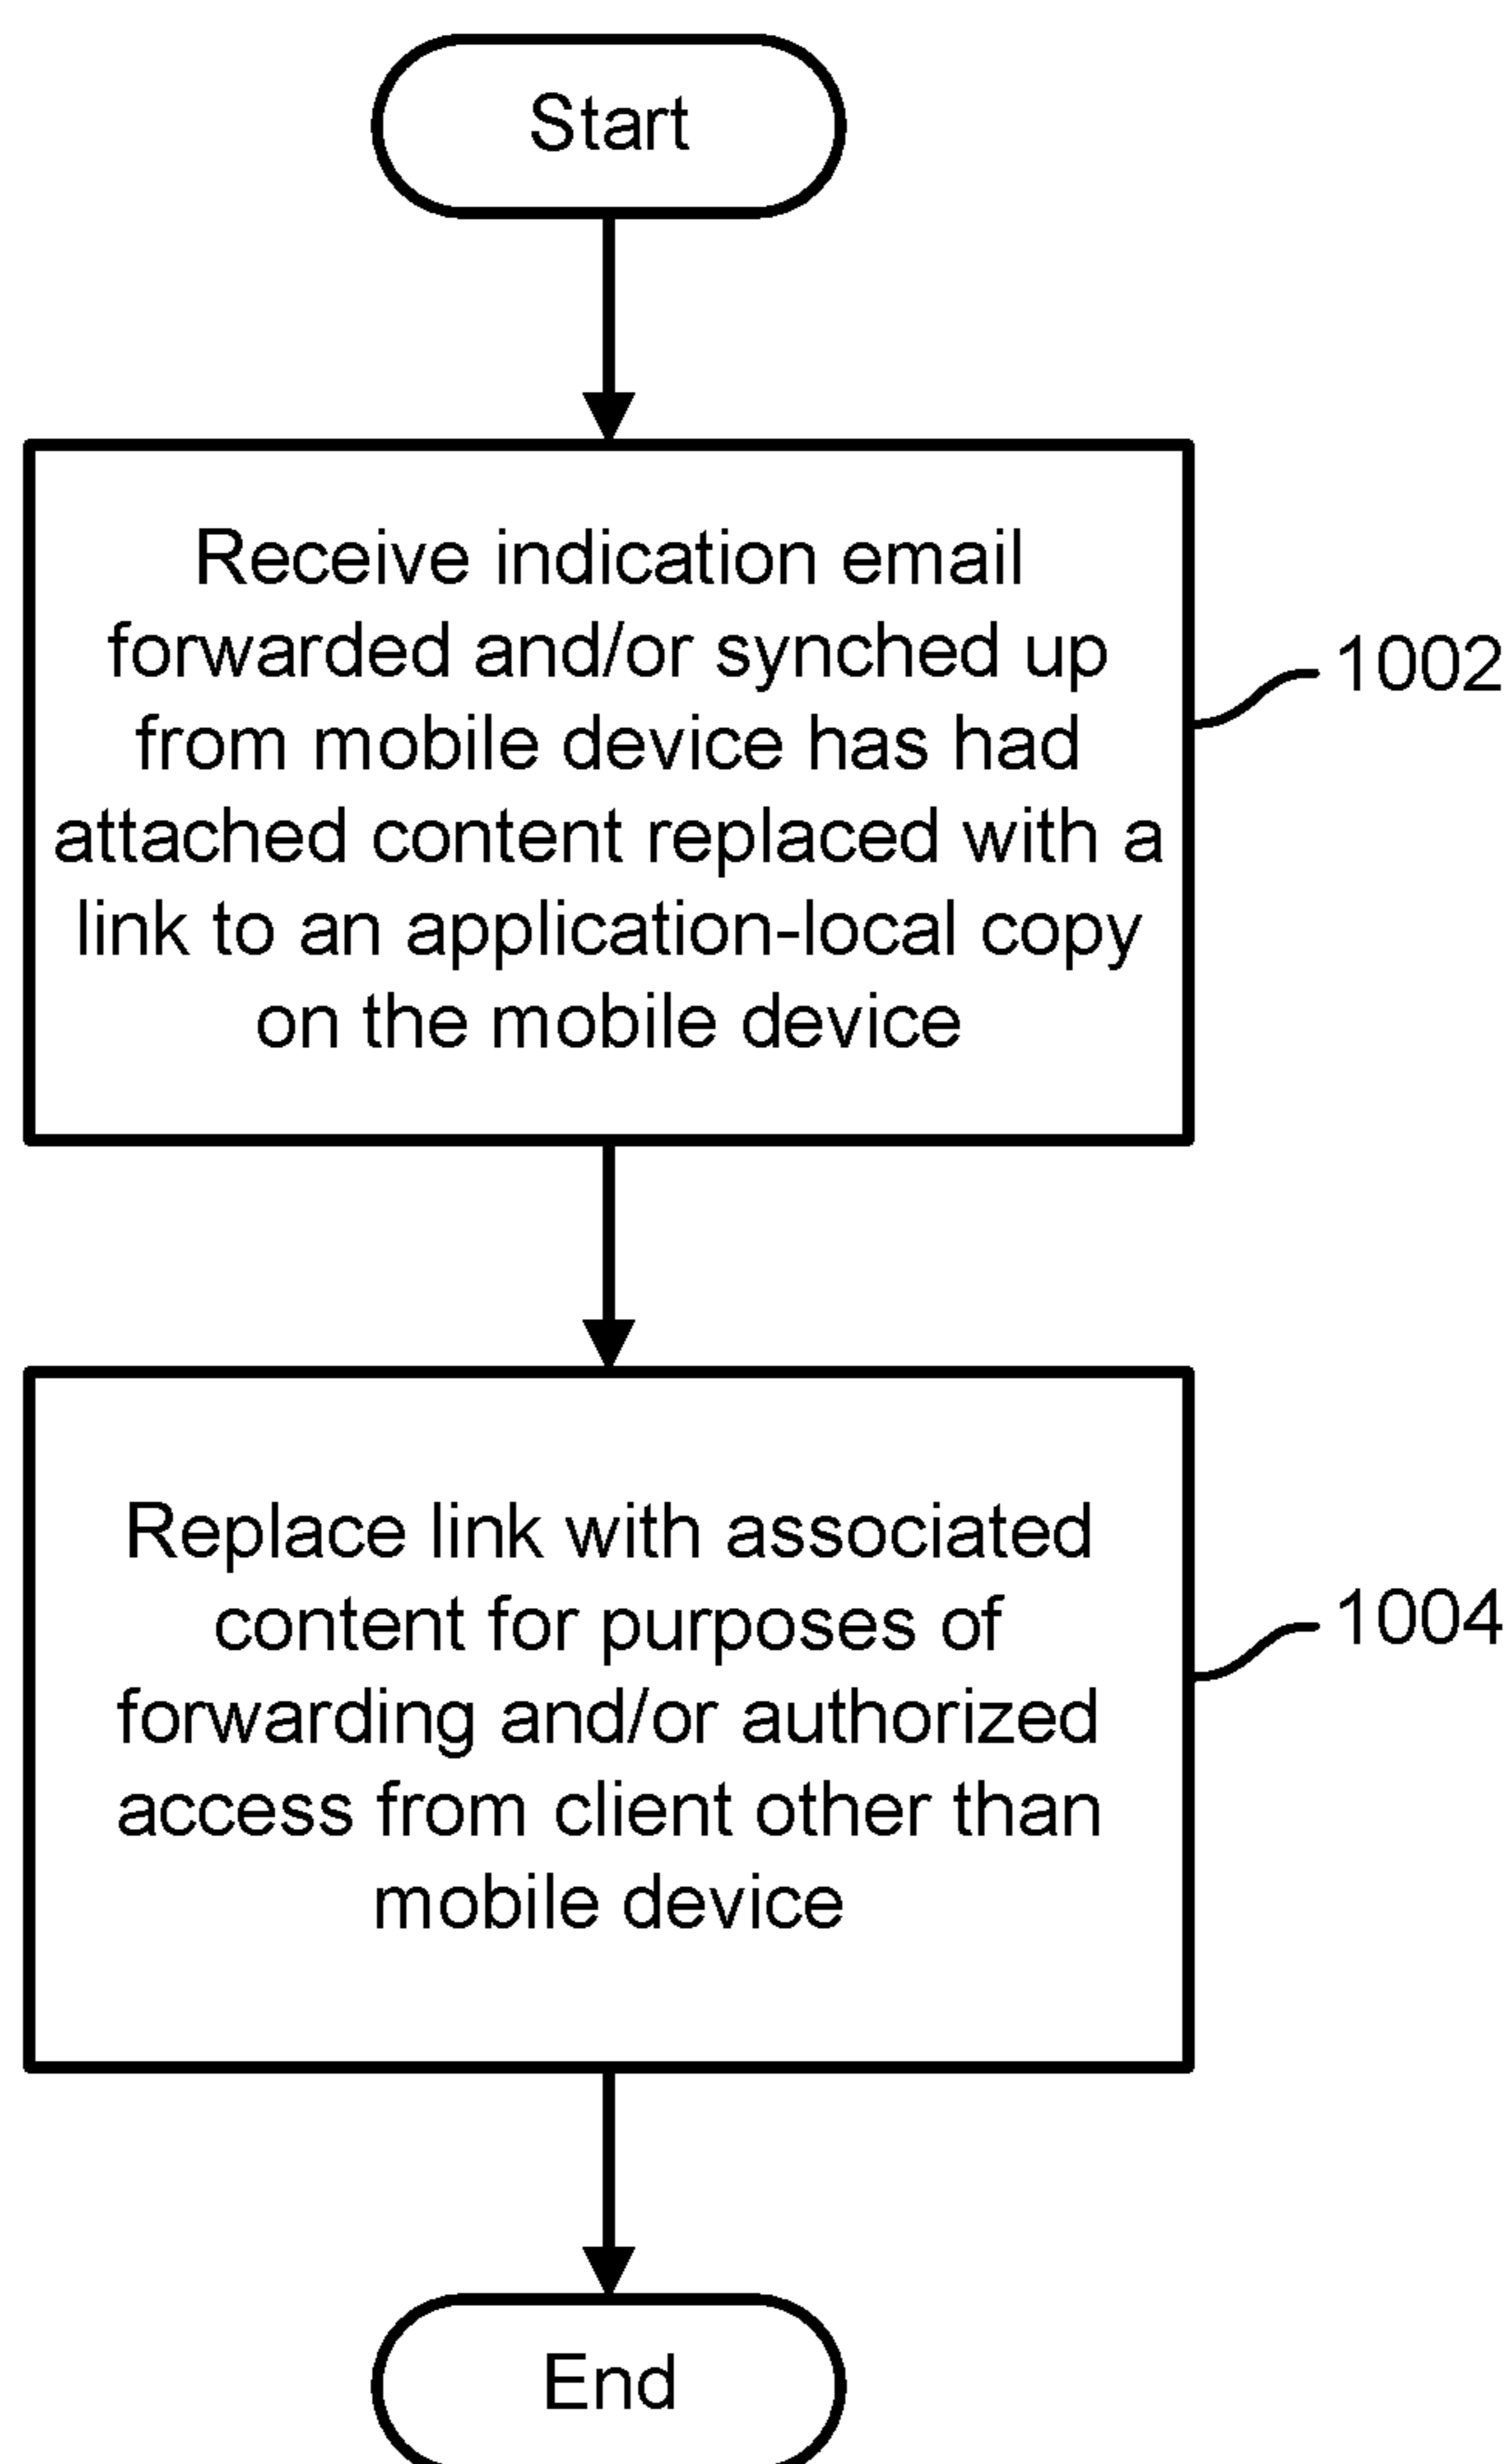 Start
Receive indication email
forwarded and/or synched up
from mobile device has had
attached content replaced with a
link to an application-local copy
on the mobile device
1002
Replace link with associated
content for purposes of
forwarding and/or authorized
access from client other than
mobile device
1004
End